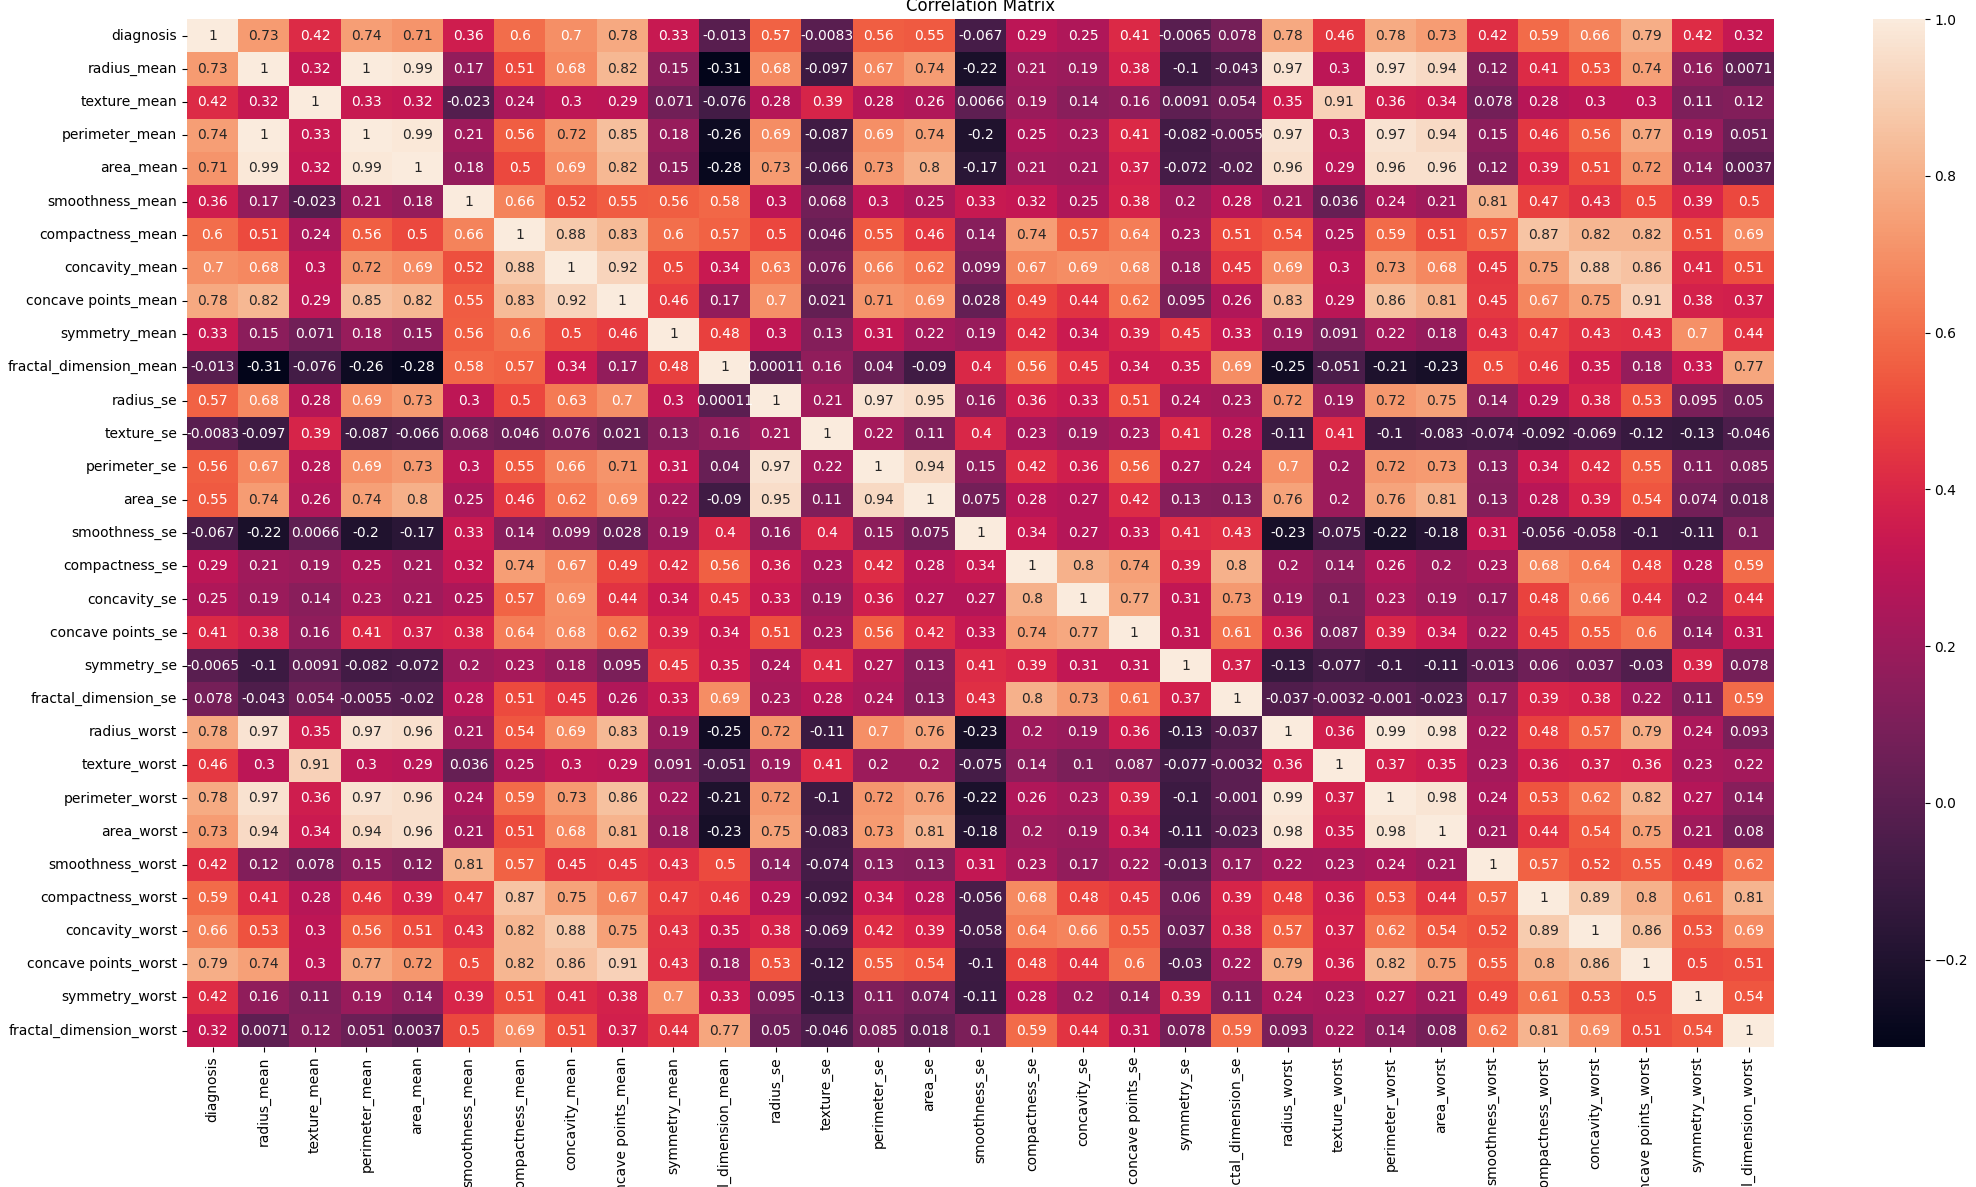 Correlation Matrix
diagnosis 1 0.73 0.42 0.74 0.71 0.36 0.6 0.7 0.78 0.33 -0.013 0.57 -0.0083 0.56 0.55 -0.067 0.29 0.25 0.41 -0.0065 0.078 0.78 0.46 0.78 0.73 0.42 0.59 0.66 0.79 0.42 0.32
radius_mean 0.73 1 0.32 1 0.99 0.17 0.51 0.68 0.82 0.15 -0.31 0.68 -0.097 0.67 0.74 -0.22 0.21 0.19 0.38 -0.1 -0.043 0.97 0.3 0.97 0.94 0.12 0.41 0.53 0.74 0.16 0.0071
texture_mean 0.42 0.32 1 0.33 0.32 -0.023 0.24 0.3 0.29 0.071 -0.076 0.28 0.39 0.28 0.26 0.0066 0.19 0.14 0.16 0.0091 0.054 0.35 0.91 0.36 0.34 0.078 0.28 0.3 0.3 0.11 0.12
perimeter_mean 0.74 1 0.33 1 0.99 0.21 0.56 0.72 0.85 0.18 -0.26 0.69 -0.087 0.69 0.74 -0.2 0.25 0.23 0.41 -0.082 -0.0055 0.97 0.3 0.97 0.94 0.15 0.46 0.56 0.77 0.19 0.051
area_mean 0.71 0.99 0.32 0.99 1 0.18 0.5 0.69 0.82 0.15 -0.28 0.73 -0.066 0.73 0.8 -0.17 0.21 0.21 0.37 -0.072 -0.02 0.96 0.29 0.96 0.96 0.12 0.39 0.51 0.72 0.14 0.0037
smoothness_mean 0.36 0.17 -0.023 0.21 0.18 1 0.66 0.52 0.55 0.56 0.58 0.3 0.068 0.3 0.25 0.33 0.32 0.25 0.38 0.2 0.28 0.21 0.036 0.24 0.21 0.81 0.47 0.43 0.5 0.39 0.5
compactness_mean 0.6 0.51 0.24 0.56 0.5 0.66 1 0.88 0.83 0.6 0.57 0.5 0.046 0.55 0.46 0.14 0.74 0.57 0.64 0.23 0.51 0.54 0.25 0.59 0.51 0.57 0.87 0.82 0.82 0.51 0.69
concavity_mean 0.7 0.68 0.3 0.72 0.69 0.52 0.88 1 0.92 0.5 0.34 0.63 0.076 0.66 0.62 0.099 0.67 0.69 0.68 0.18 0.45 0.69 0.3 0.73 0.68 0.45 0.75 0.88 0.86 0.41 0.51
concave points_mean 0.78 0.82 0.29 0.85 0.82 0.55 0.83 0.92 1 0.46 0.17 0.7 0.021 0.71 0.69 0.028 0.49 0.44 0.62 0.095 0.26 0.83 0.29 0.86 0.81 0.45 0.67 0.75 0.91 0.38 0.37
symmetry_mean 0.33 0.15 0.071 0.18 0.15 0.56 0.6 0.5 0.46 1 0.48 0.3 0.13 0.31 0.22 0.19 0.42 0.34 0.39 0.45 0.33 0.19 0.091 0.22 0.18 0.43 0.47 0.43 0.43 0.7 0.44
fractal_dimension_mean -0.013 -0.31 -0.076 -0.26 -0.28 0.58 0.57 0.34 0.17 0.48 1 0.00011 0.16 0.04 -0.09 0.4 0.56 0.45 0.34 0.35 0.69 -0.25 -0.051 -0.21 -0.23 0.5 0.46 0.35 0.18 0.33 0.77
radius_se 0.57 0.68 0.28 0.69 0.73 0.3 0.5 0.63 0.7 0.3 0.00011 1 0.21 0.97 0.95 0.16 0.36 0.33 0.51 0.24 0.23 0.72 0.19 0.72 0.75 0.14 0.29 0.38 0.53 0.095 0.05
texture_se -0.0083 -0.097 0.39 -0.087 -0.066 0.068 0.046 0.076 0.021 0.13 0.16 0.21 1 0.22 0.11 0.4 0.23 0.19 0.23 0.41 0.28 -0.11 0.41 -0.1 -0.083 -0.074 -0.092 -0.069 -0.12 -0.13 -0.046
perimeter_se 0.56 0.67 0.28 0.69 0.73 0.3 0.55 0.66 0.71 0.31 0.04 0.97 0.22 1 0.94 0.15 0.42 0.36 0.56 0.27 0.24 0.7 0.2 0.72 0.73 0.13 0.34 0.42 0.55 0.11 0.085
area_se 0.55 0.74 0.26 0.74 0.8 0.25 0.46 0.62 0.69 0.22 -0.09 0.95 0.11 0.94 1 0.075 0.28 0.27 0.42 0.13 0.13 0.76 0.2 0.76 0.81 0.13 0.28 0.39 0.54 0.074 0.018
smoothness_se -0.067 -0.22 0.0066 -0.2 -0.17 0.33 0.14 0.099 0.028 0.19 0.4 0.16 0.4 0.15 0.075 1 0.34 0.27 0.33 0.41 0.43 -0.23 -0.075 -0.22 -0.18 0.31 -0.056 -0.058 -0.1 -0.11 0.1
compactness_se 0.29 0.21 0.19 0.25 0.21 0.32 0.74 0.67 0.49 0.42 0.56 0.36 0.23 0.42 0.28 0.34 1 0.8 0.74 0.39 0.8 0.2 0.14 0.26 0.2 0.23 0.68 0.64 0.48 0.28 0.59
concavity_se 0.25 0.19 0.14 0.23 0.21 0.25 0.57 0.69 0.44 0.34 0.45 0.33 0.19 0.36 0.27 0.27 0.8 1 0.77 0.31 0.73 0.19 0.1 0.23 0.19 0.17 0.48 0.66 0.44 0.2 0.44
concave points_se 0.41 0.38 0.16 0.41 0.37 0.38 0.64 0.68 0.62 0.39 0.34 0.51 0.23 0.56 0.42 0.33 0.74 0.77 1 0.31 0.61 0.36 0.087 0.39 0.34 0.22 0.45 0.55 0.6 0.14 0.31
symmetry_se -0.0065 -0.1 0.0091 -0.082 -0.072 0.2 0.23 0.18 0.095 0.45 0.35 0.24 0.41 0.27 0.13 0.41 0.39 0.31 0.31 1 0.37 -0.13 -0.077 -0.1 -0.11 -0.013 0.06 0.037 -0.03 0.39 0.078
fractal_dimension_se 0.078 -0.043 0.054 -0.0055 -0.02 0.28 0.51 0.45 0.26 0.33 0.69 0.23 0.28 0.24 0.13 0.43 0.8 0.73 0.61 0.37 1 -0.037 -0.0032 -0.001 -0.023 0.17 0.39 0.38 0.22 0.11 0.59
radius_worst 0.78 0.97 0.35 0.97 0.96 0.21 0.54 0.69 0.83 0.19 -0.25 0.72 -0.11 0.7 0.76 -0.23 0.2 0.19 0.36 -0.13 -0.037 1 0.36 0.99 0.98 0.22 0.48 0.57 0.79 0.24 0.093
texture_worst 0.46 0.3 0.91 0.3 0.29 0.036 0.25 0.3 0.29 0.091 -0.051 0.19 0.41 0.2 0.2 -0.075 0.14 0.1 0.087 -0.077 -0.0032 0.36 1 0.37 0.35 0.23 0.36 0.37 0.36 0.23 0.22
perimeter_worst 0.78 0.97 0.36 0.97 0.96 0.24 0.59 0.73 0.86 0.22 -0.21 0.72 -0.1 0.72 0.76 -0.22 0.26 0.23 0.39 -0.1 -0.001 0.99 0.37 1 0.98 0.24 0.53 0.62 0.82 0.27 0.14
area_worst 0.73 0.94 0.34 0.94 0.96 0.21 0.51 0.68 0.81 0.18 -0.23 0.75 -0.083 0.73 0.81 -0.18 0.2 0.19 0.34 -0.11 -0.023 0.98 0.35 0.98 1 0.21 0.44 0.54 0.75 0.21 0.08
smoothness_worst 0.42 0.12 0.078 0.15 0.12 0.81 0.57 0.45 0.45 0.43 0.5 0.14 -0.074 0.13 0.13 0.31 0.23 0.17 0.22 -0.013 0.17 0.22 0.23 0.24 0.21 1 0.57 0.52 0.55 0.49 0.62
compactness_worst 0.59 0.41 0.28 0.46 0.39 0.47 0.87 0.75 0.67 0.47 0.46 0.29 -0.092 0.34 0.28 -0.056 0.68 0.48 0.45 0.06 0.39 0.48 0.36 0.53 0.44 0.57 1 0.89 0.8 0.61 0.81
concavity_worst 0.66 0.53 0.3 0.56 0.51 0.43 0.82 0.88 0.75 0.43 0.35 0.38 -0.069 0.42 0.39 -0.058 0.64 0.66 0.55 0.037 0.38 0.57 0.37 0.62 0.54 0.52 0.89 1 0.86 0.53 0.69
concave points_worst 0.79 0.74 0.3 0.77 0.72 0.5 0.82 0.86 0.91 0.43 0.18 0.53 -0.12 0.55 0.54 -0.1 0.48 0.44 0.6 -0.03 0.22 0.79 0.36 0.82 0.75 0.55 0.8 0.86 1 0.5 0.51
symmetry_worst 0.42 0.16 0.11 0.19 0.14 0.39 0.51 0.41 0.38 0.7 0.33 0.095 -0.13 0.11 0.074 -0.11 0.28 0.2 0.14 0.39 0.11 0.24 0.23 0.27 0.21 0.49 0.61 0.53 0.5 1 0.54
fractal_dimension_worst 0.32 0.0071 0.12 0.051 0.0037 0.5 0.69 0.51 0.37 0.44 0.77 0.05 -0.046 0.085 0.018 0.1 0.59 0.44 0.31 0.078 0.59 0.093 0.22 0.14 0.08 0.62 0.81 0.69 0.51 0.54 1
diagnosis
radius_mean
texture_mean
perimeter_mean
area_mean
smoothness_mean
ompactness_mean
concavity_mean
ncave points_mean
symmetry_mean
l_dimension_mean
radius_se
texture_se
perimeter_se
area_se
smoothness_se
compactness_se
concavity_se
concave points_se
symmetry_se
ctal_dimension_se
radius_worst
texture_worst
perimeter_worst
area_worst
smoothness_worst
ompactness_worst
concavity_worst
ncave points_worst
symmetry_worst
l_dimension_worst
1.0
0.8
0.6
0.4
0.2
0.0
−0.2